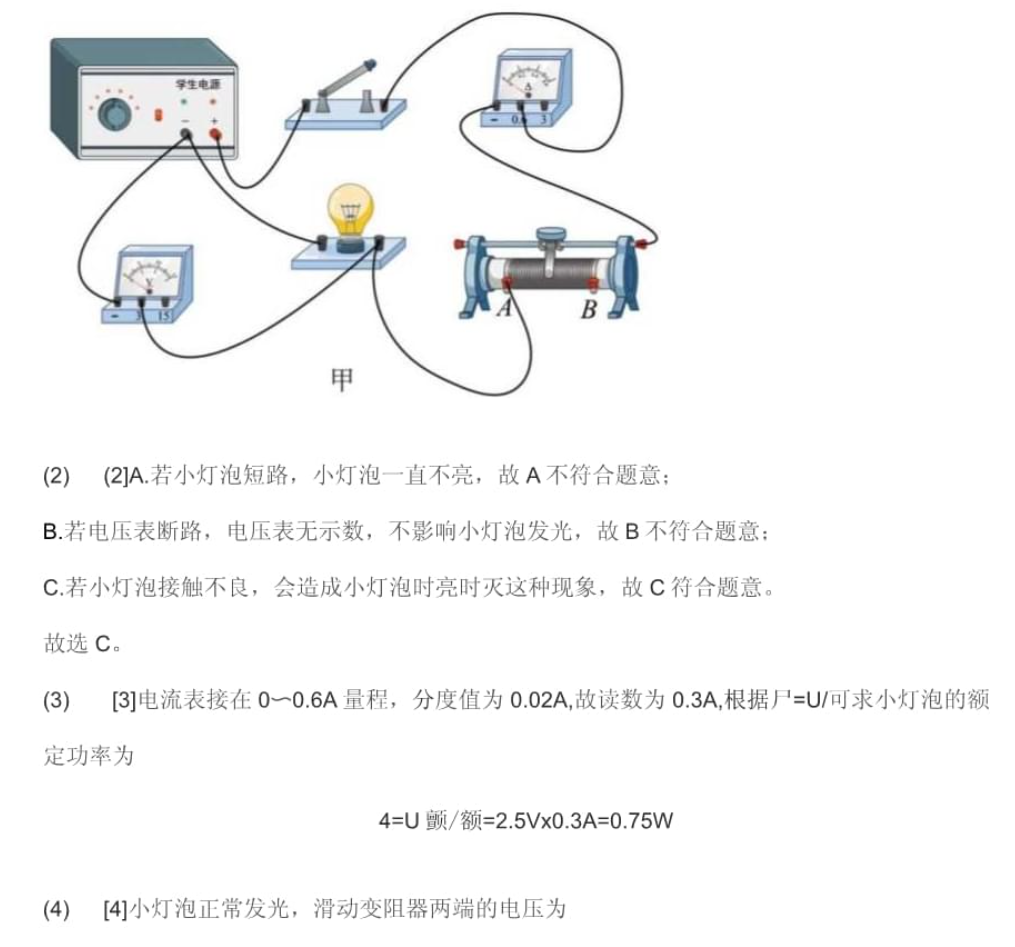 学生电源
- +
A
- 0.6 3
V
- 3 15
A B
甲
(2) (2]A.若小灯泡短路，小灯泡一直不亮，故 A 不符合题意；
B.若电压表断路，电压表无示数，不影响小灯泡发光，故 B 不符合题意；
C.若小灯泡接触不良，会造成小灯泡时亮时灭这种现象，故 C 符合题意。
故选 C。
(3) [3]电流表接在 0〜0.6A 量程，分度值为 0.02A,故读数为 0.3A,根据尸=U/可求小灯泡的额
定功率为
4=U 颤/额=2.5Vx0.3A=0.75W
(4) [4]小灯泡正常发光，滑动变阻器两端的电压为